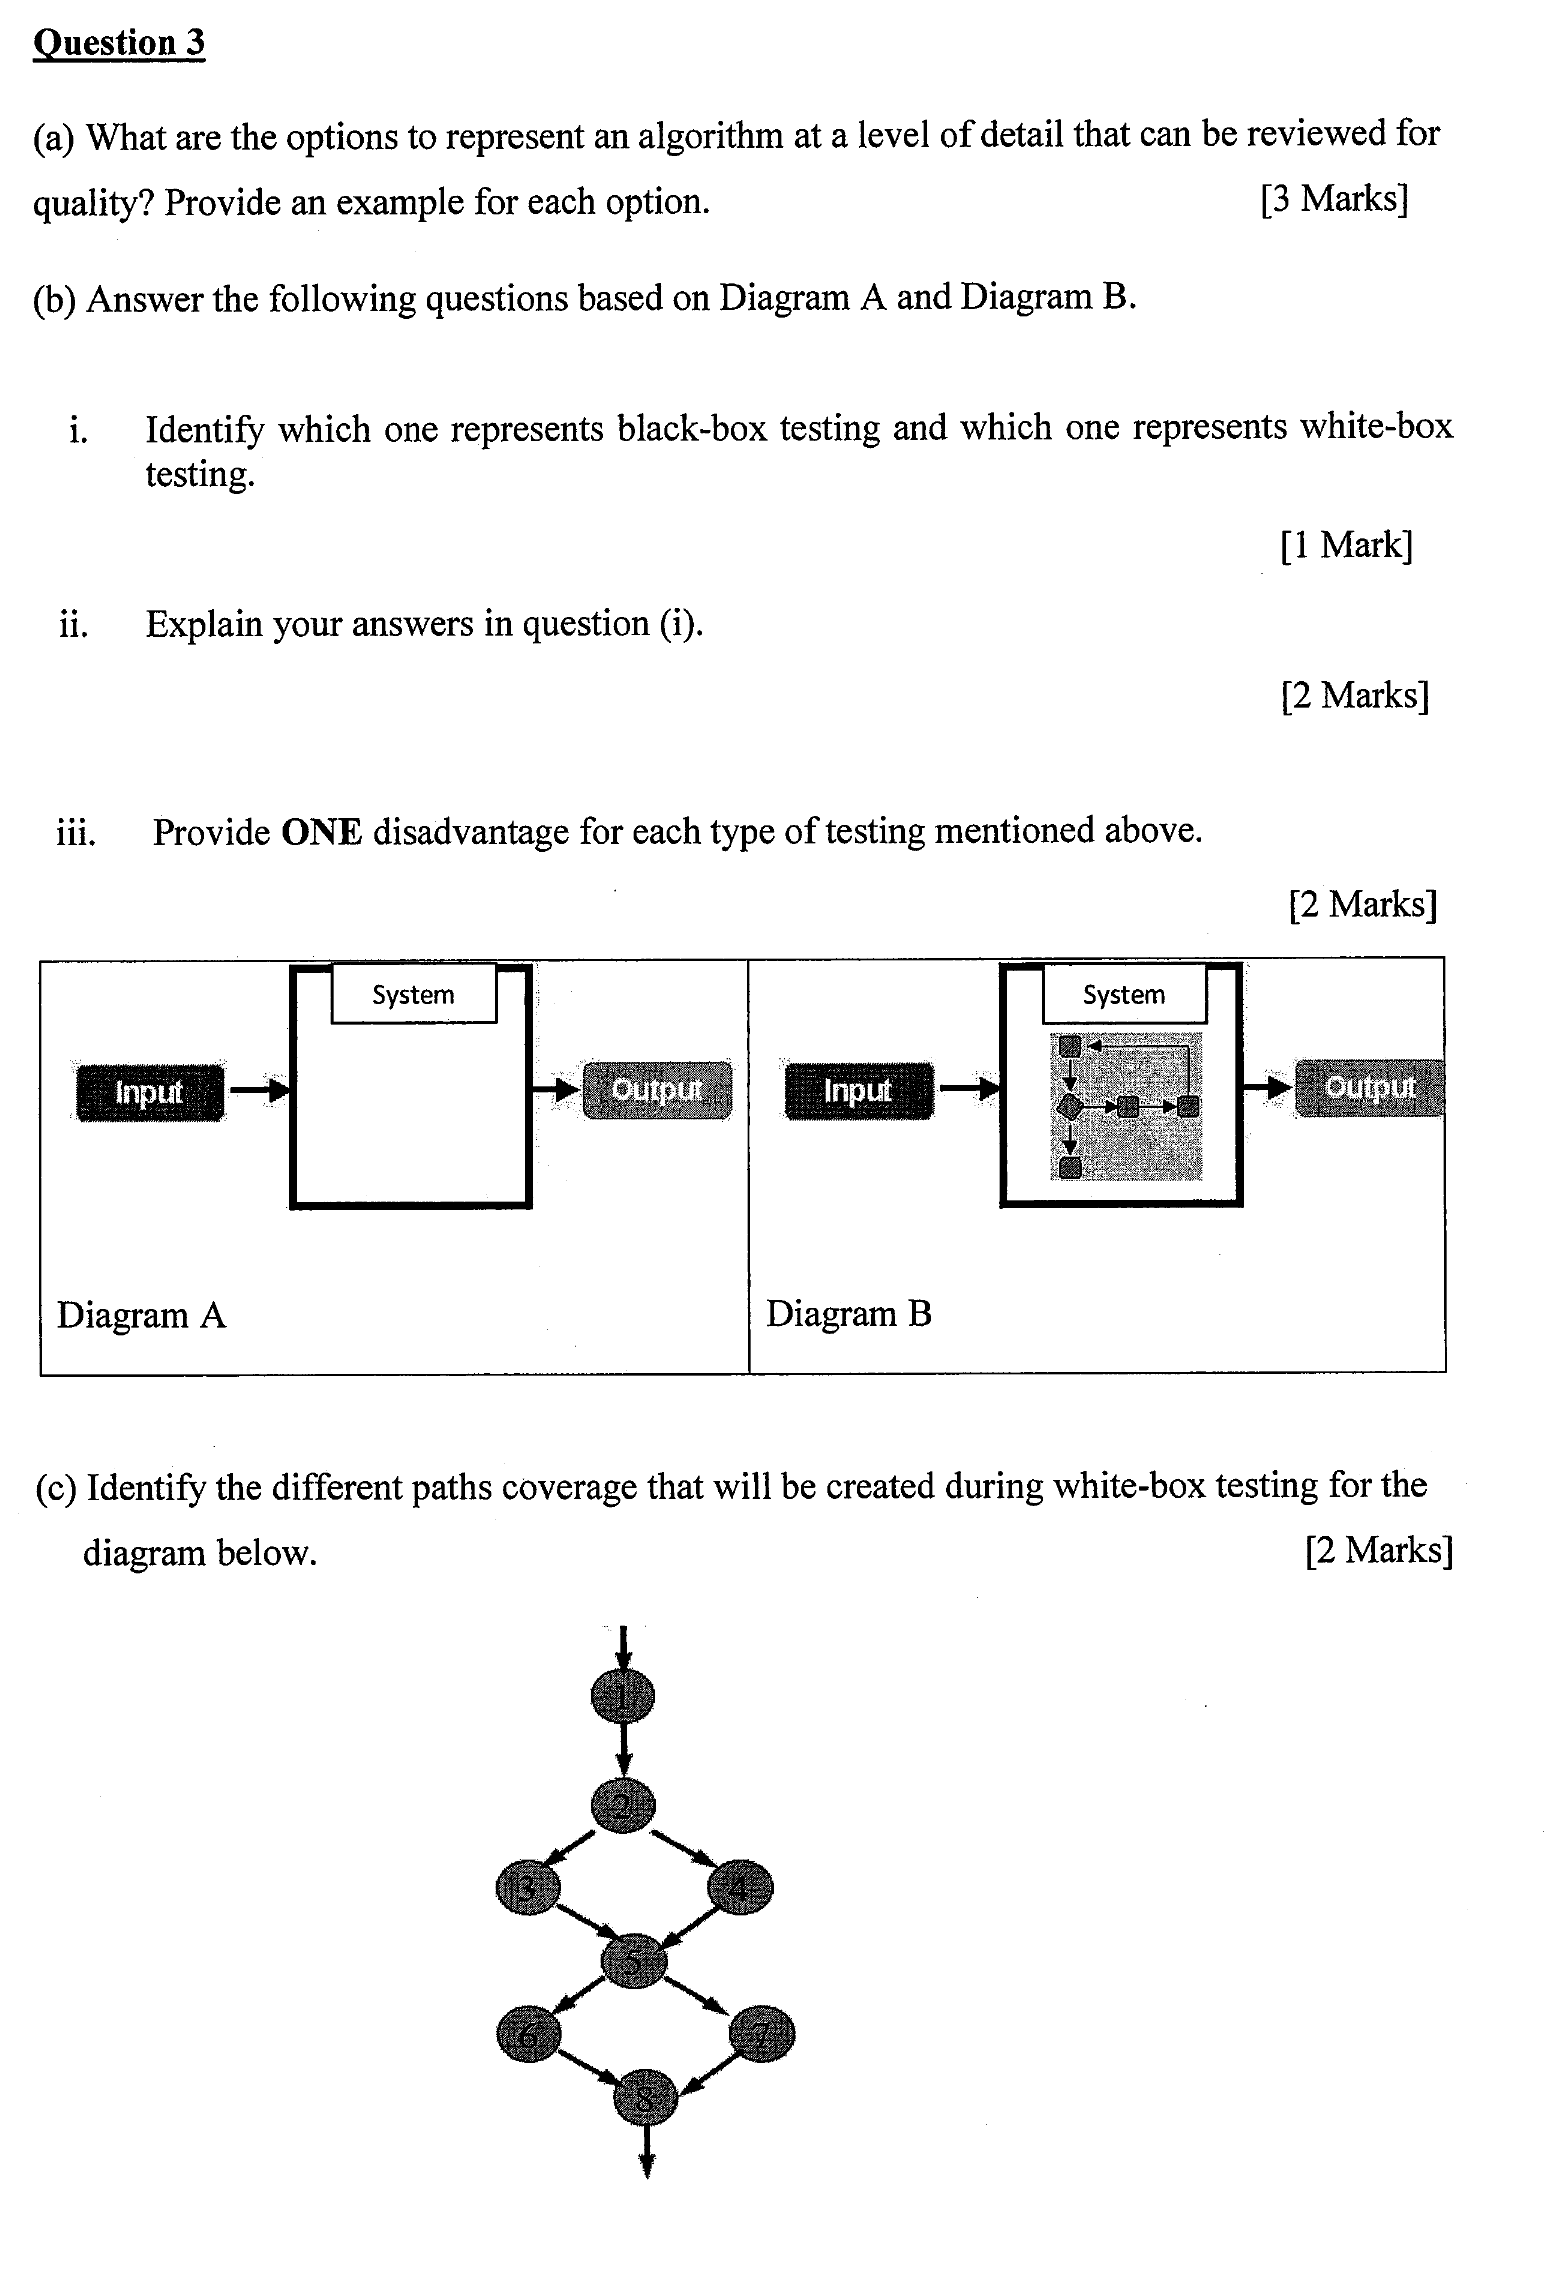 Question 3
(a) What are the options to represent an algorithm at a level of detail that can be reviewed for
quality? Provide an example for each option. [3 Marks]
(b) Answer the following questions based on Diagram A and Diagram B.
i. Identify which one represents black-box testing and which one represents white-box
testing.
[1 Mark]
ii. Explain your answers in question (i).
[2 Marks]
iii. Provide ONE disadvantage for each type of testing mentioned above.
[2 Marks]
System
Input
Output
Diagram A
System
Input
Output
Diagram B
(c) Identify the different paths coverage that will be created during white-box testing for the
diagram below. [2 Marks]
1
2
3
4
5
6
7
8